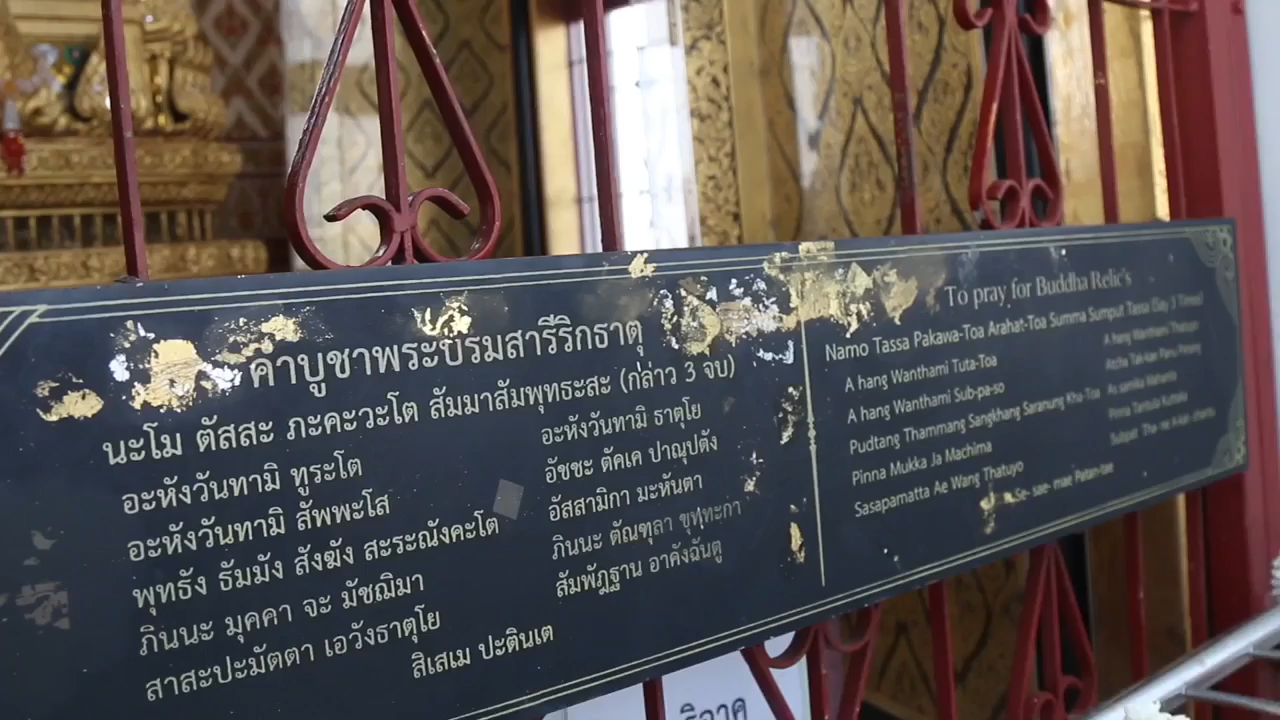 คำบูชาพระบรมสารีริกธาตุ
นะโม ตัสสะ ภะคะวะโต สัมมาสัมพุทธะสะ (กล่าว 3 จบ)
อะหังวันทามิ ทูระโต
อะหังวันทามิ สัพพะโส
พุทธัง ธัมมัง สังฆัง สะระณังคะโต
ภินนะ มุคคา จะ มัชฌิมา
สาสะปะมัตตา เอวังธาตุโย
อะหังวันทามิ ธาตุโย
อัชชะ ตัคเค ปาณุปตัง
อัสสามิกา มะหันตา
ภินนะ ตัณฑุลา ขุททะกา
สัมพัฏฐาน อาคังฉันตู
สิเสเม ปะตินเต
To pray for Buddha Relic's
Namo Tassa Pakawa-Toa Arahat-Toa Summa Sumput Tassa (Say 3 Times)
A hang Wanthami Tuta-Toa
A hang Wanthami Sub-pa-so
Pudtang Thammang Sangkhang Saranung Kha-Toa
Pinna Mukka Ja Machima
Sasapamatta Ae Wang Thatuyo
A hang Wanthami Thatuyo
Atcha Tak-kae Panu
As samika Mahanta
Pinna Tantula Kuttaka
Se- sae- mae Patan-tae